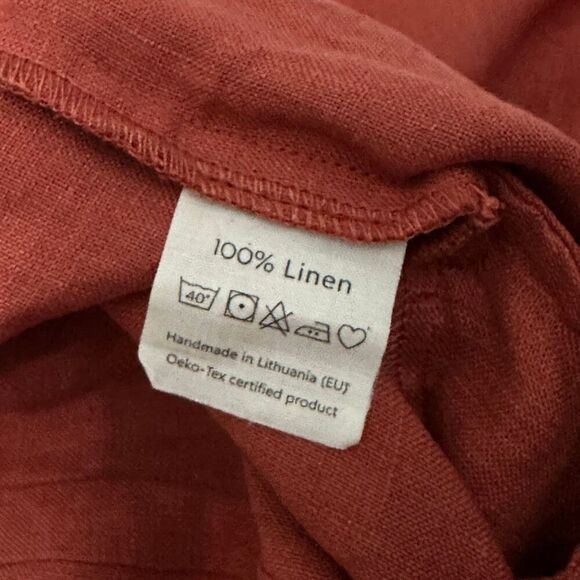 100% Linen
40°
Handmade in Lithuania (EU)
Oeko-Tex certified product